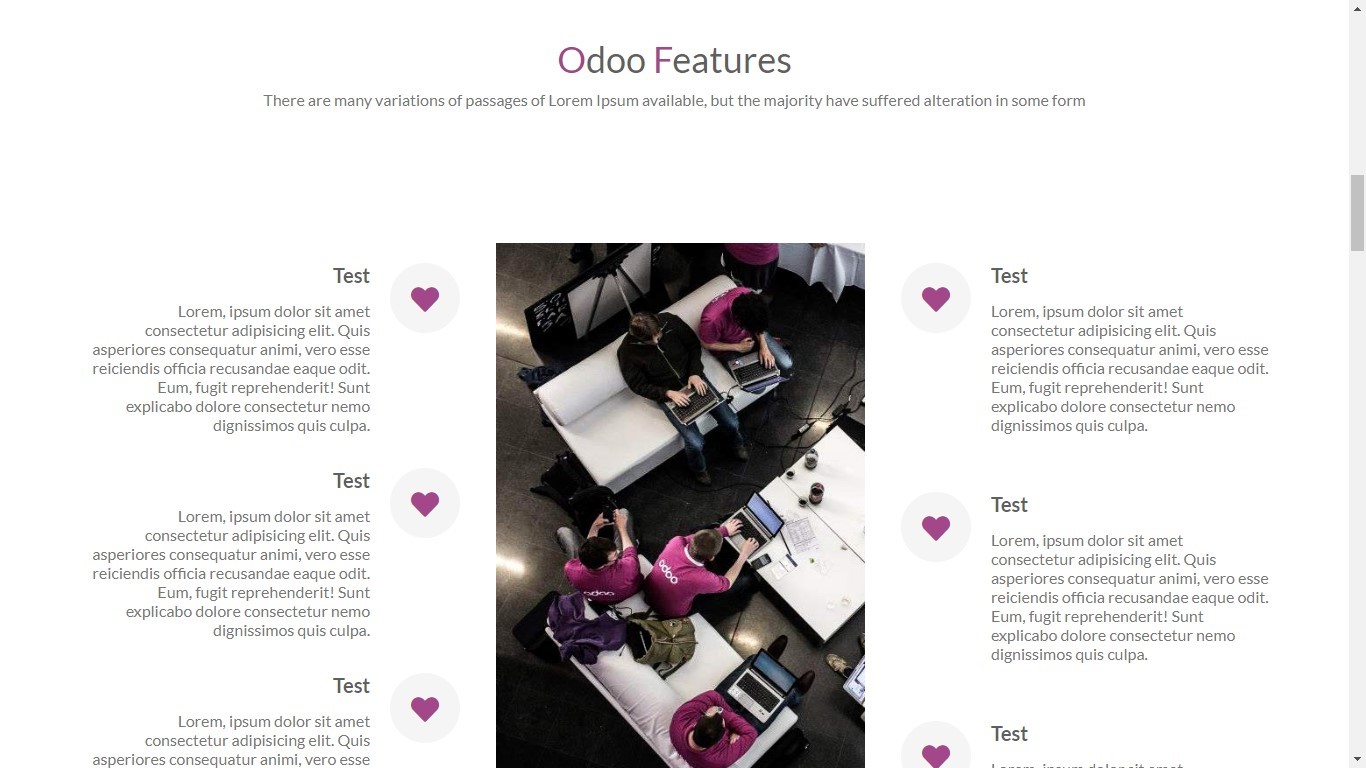 Odoo Features
There are many variations of passages of Lorem Ipsum available, but the majority have suffered alteration in some form
Test
Lorem, ipsum dolor sit amet
consectetur adipisicing elit. Quis
asperiores consequatur animi, vero esse
reiciendis officia recusandae eaque odit.
Eum, fugit reprehenderit! Sunt
explicabo dolore consectetur nemo
dignissimos quis culpa.
Test
Lorem, ipsum dolor sit amet
consectetur adipisicing elit. Quis
asperiores consequatur animi, vero esse
reiciendis officia recusandae eaque odit.
Eum, fugit reprehenderit! Sunt
explicabo dolore consectetur nemo
dignissimos quis culpa.
Test
Lorem, ipsum dolor sit amet
consectetur adipisicing elit. Quis
asperiores consequatur animi, vero esse
odoo
odoo
odoo
Test
Lorem, ipsum dolor sit amet
consectetur adipisicing elit. Quis
asperiores consequatur animi, vero esse
reiciendis officia recusandae eaque odit.
Eum, fugit reprehenderit! Sunt
explicabo dolore consectetur nemo
dignissimos quis culpa.
Test
Lorem, ipsum dolor sit amet
consectetur adipisicing elit. Quis
asperiores consequatur animi, vero esse
reiciendis officia recusandae eaque odit.
Eum, fugit reprehenderit! Sunt
explicabo dolore consectetur nemo
dignissimos quis culpa.
Test
Lorem, ipsum dolor sit amet